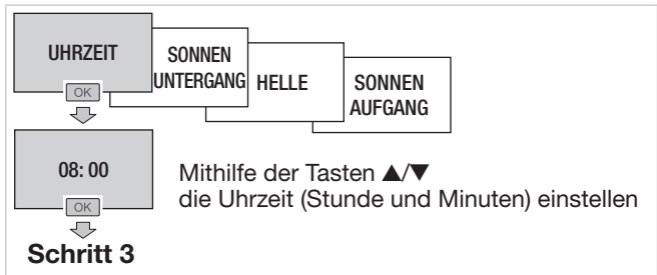 UHRZEIT
OK
SONNEN
UNTERGANG
HELLE
SONNEN
AUFGANG
08: 00
OK
Mithilfe der Tasten ▲/▼
die Uhrzeit (Stunde und Minuten) einstellen
Schritt 3